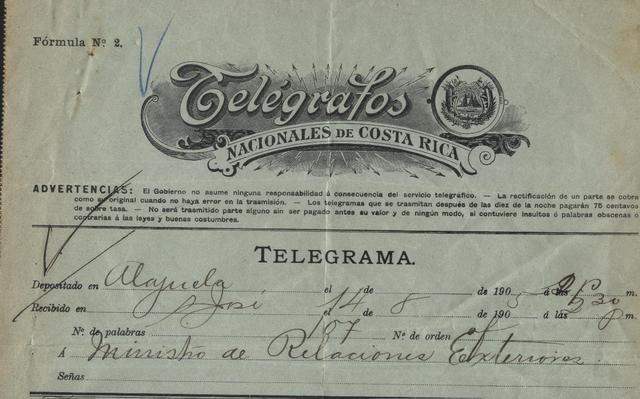 Fórmula Nº 2.
Telégrafos
NACIONALES DE COSTA RICA
ADVERTENCIAS: El Gobierno no asume ninguna responsabilidad á consecuencia del servicio telegráfico. — La rectificación de un parte se cobra
como su original cuando no haya error en la trasmisión. — Los telegramas que se trasmitan después de las diez de la noche pagarán 75 centavos
de sobre tasa. — No será trasmitido parte alguno sin ser pagado antes su valor y de ningún modo, si contuviere insultos ó palabras obscenas ó
contrarias á las leyes y buenas costumbres.
TELEGRAMA.
Depositado en Alajuela el 14 de 8 de 1905 á las m.
Recibido en S. José el de de 190 á las p m.
Nº de palabras 107 Nº de orden of
Á Ministro de Relaciones Exteriores.
Señas